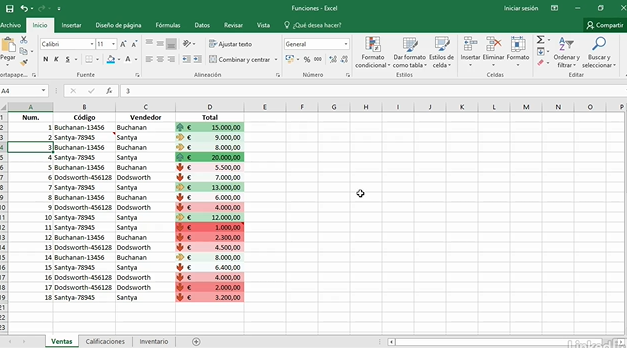 Funciones - Excel
Iniciar sesión
Archivo Inicio Insertar Diseño de página Fórmulas Datos Revisar Vista ¿Qué desea hacer? Compartir
Calibri 11 Ajustar texto General
Pegar N K S Combinar y centrar % 000
Formato condicional Dar formato como tabla Estilos de celda Insertar Eliminar Formato Ordenar y filtrar Buscar y seleccionar
Fuente Alineación Número Estilos Celdas Modificar
A4 fx 3
A B C D E F G H I J K L M N O P
Num. Código Vendedor Total
2 1 Buchanan-13456 Buchanan € 15.000,00
3 2 Santya-78945 Santya € 9.000,00
4 3 Buchanan-13456 Buchanan € 8.000,00
5 4 Santya-78945 Santya € 20.000,00
6 5 Buchanan-13456 Buchanan € 5.500,00
7 6 Dodsworth-456128 Dodsworth € 7.000,00
8 7 Santya-78945 Santya € 13.000,00
9 8 Buchanan-13456 Buchanan € 6.000,00
10 9 Dodsworth-456128 Dodsworth € 4.000,00
11 10 Santya-78945 Santya € 12.000,00
12 11 Santya-78945 Santya € 1.000,00
13 12 Buchanan-13456 Buchanan € 2.300,00
14 13 Dodsworth-456128 Dodsworth € 4.500,00
15 14 Buchanan-13456 Buchanan € 8.000,00
16 15 Santya-78945 Santya € 6.400,00
17 16 Dodsworth-456128 Dodsworth € 4.000,00
18 17 Dodsworth-456128 Dodsworth € 2.000,00
19 18 Santya-78945 Santya € 3.200,00
21
22
23
Ventas Calificaciones Inventario
LinkedIn